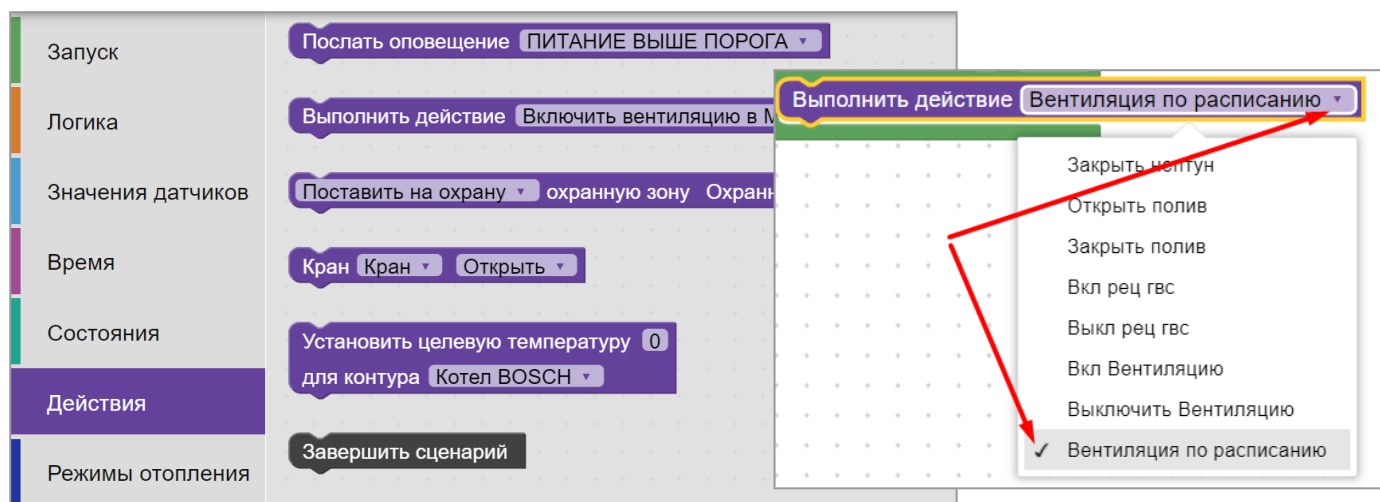 Запуск
Логика
Значения датчиков
Время
Состояния
Действия
Режимы отопления
Послать оповещение ПИТАНИЕ ВЫШЕ ПОРОГА
Выполнить действие Включить вентиляцию в
Поставить на охрану охранную зону
Кран Кран Открыть
Установить целевую температуру 0
для контура Котел BOSCH
Завершить сценарий
Выполнить действие Вентиляция по расписанию
Закрыть нептун
Открыть полив
Закрыть полив
Вкл рец гвс
Выкл рец гвс
Вкл Вентиляцию
Выключить Вентиляцию
✓ Вентиляция по расписанию